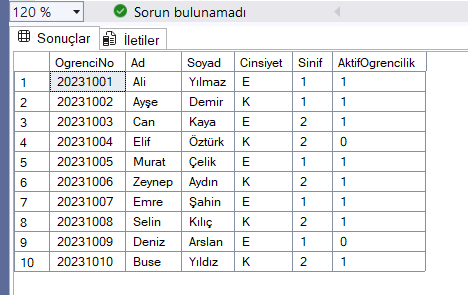 120 % Sorun bulunamadı
Sonuçlar İletiler
OgrenciNo Ad Soyad Cinsiyet Sinif AktifOgrencilik
1 20231001 Ali Yılmaz E 1 1
2 20231002 Ayşe Demir K 1 1
3 20231003 Can Kaya E 2 1
4 20231004 Elif Öztürk K 2 0
5 20231005 Murat Çelik E 1 1
6 20231006 Zeynep Aydın K 2 1
7 20231007 Emre Şahin E 1 1
8 20231008 Selin Kılıç K 2 1
9 20231009 Deniz Arslan E 1 0
10 20231010 Buse Yıldız K 2 1